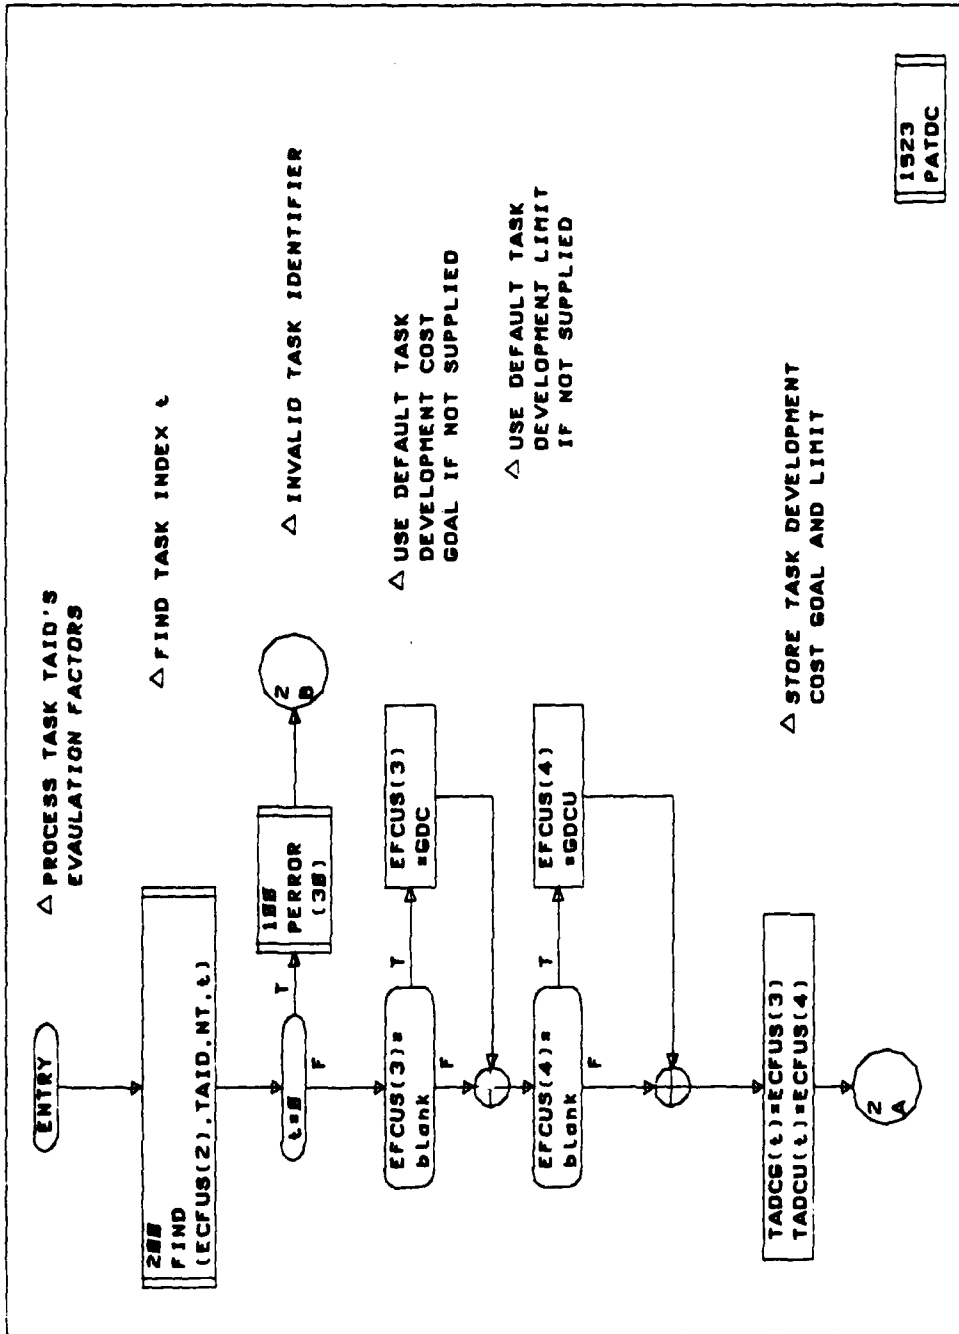 ENTRY
△ PROCESS TASK TAID'S
EVAULATION FACTORS
200
FIND
(ECFUS(2),TAID,NT,t)
△ FIND TASK INDEX t
t=0
T
F
100
PERROR
(30)
2
B
△ INVALID TASK IDENTIFIER
EFCUS(3)=
blank
T
F
EFCUS(3)
=GDC
△ USE DEFAULT TASK
DEVELOPMENT COST
GOAL IF NOT SUPPLIED
EFCUS(4)=
blank
T
F
EFCUS(4)
=GDCU
△ USE DEFAULT TASK
DEVELOPMENT LIMIT
IF NOT SUPPLIED
TADCG(t)=ECFUS(3)
TADCU(t)=ECFUS(4)
△ STORE TASK DEVELOPMENT
COST GOAL AND LIMIT
2
A
1523
PATDC